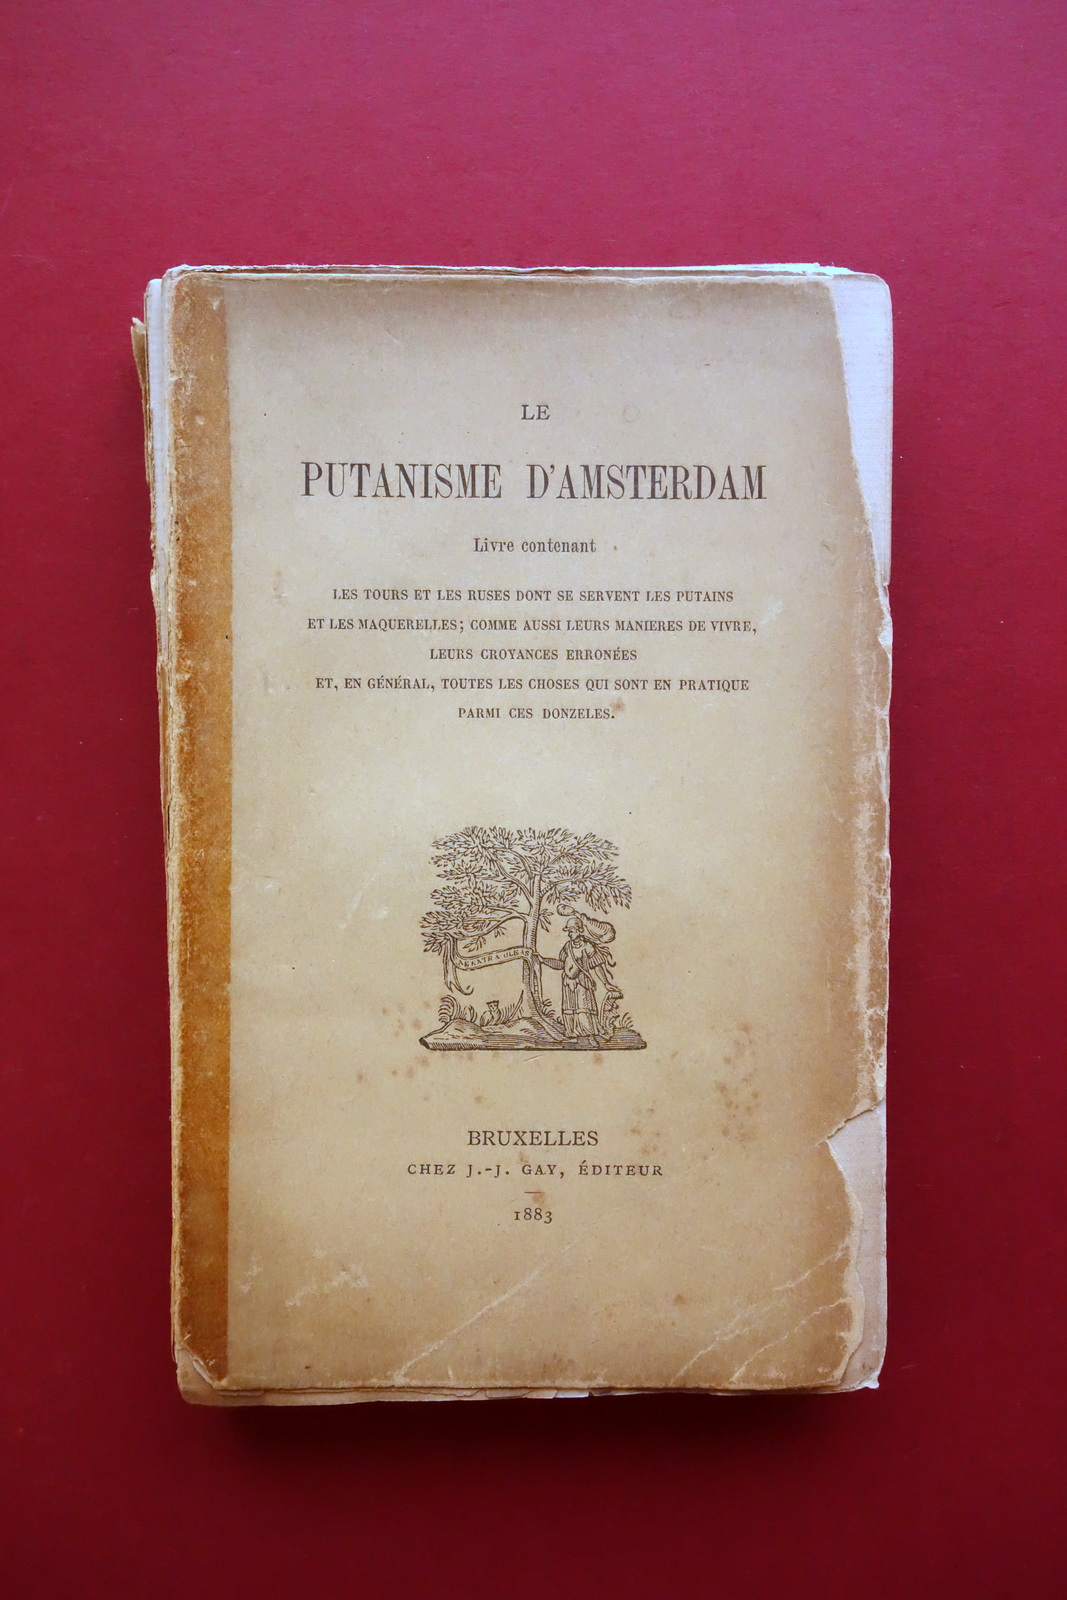 LE
PUTANISME D'AMSTERDAM
Livre contenant
LES TOURS ET LES RUSES DONT SE SERVENT LES PUTAINS
ET LES MAQUERELLES; COMME AUSSI LEURS MANIERES DE VIVRE,
LEURS CROYANCES ERRONÉES
ET, EN GÉNÉRAL, TOUTES LES CHOSES QUI SONT EN PRATIQUE
PARMI CES DONZELES.
BRUXELLES
CHEZ J.-J. GAY, ÉDITEUR
1883